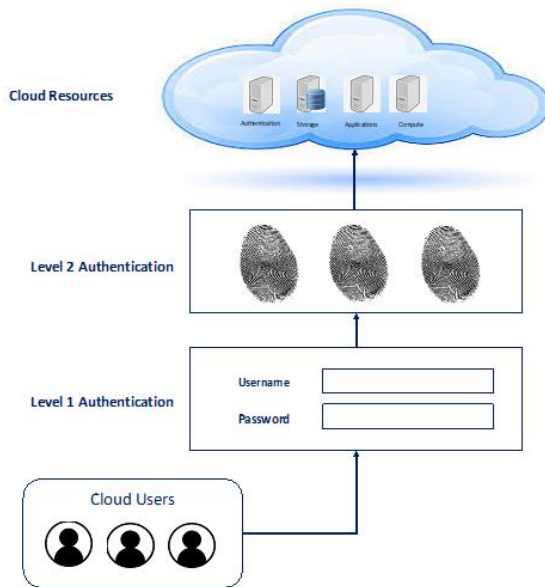 Cloud Resources
Authentication Storage Applications Compute
Level 2 Authentication
Level 1 Authentication
Username
Password
Cloud Users